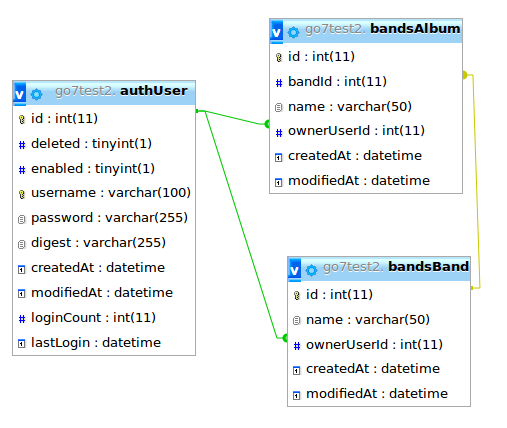 go7test2. bandsAlbum
id : int(11)
bandId : int(11)
name : varchar(50)
ownerUserId : int(11)
createdAt : datetime
modifiedAt : datetime
go7test2. authUser
id : int(11)
deleted : tinyint(1)
enabled : tinyint(1)
username : varchar(100)
password : varchar(255)
digest : varchar(255)
createdAt : datetime
modifiedAt : datetime
loginCount : int(11)
lastLogin : datetime
go7test2. bandsBand
id : int(11)
name : varchar(50)
ownerUserId : int(11)
createdAt : datetime
modifiedAt : datetime